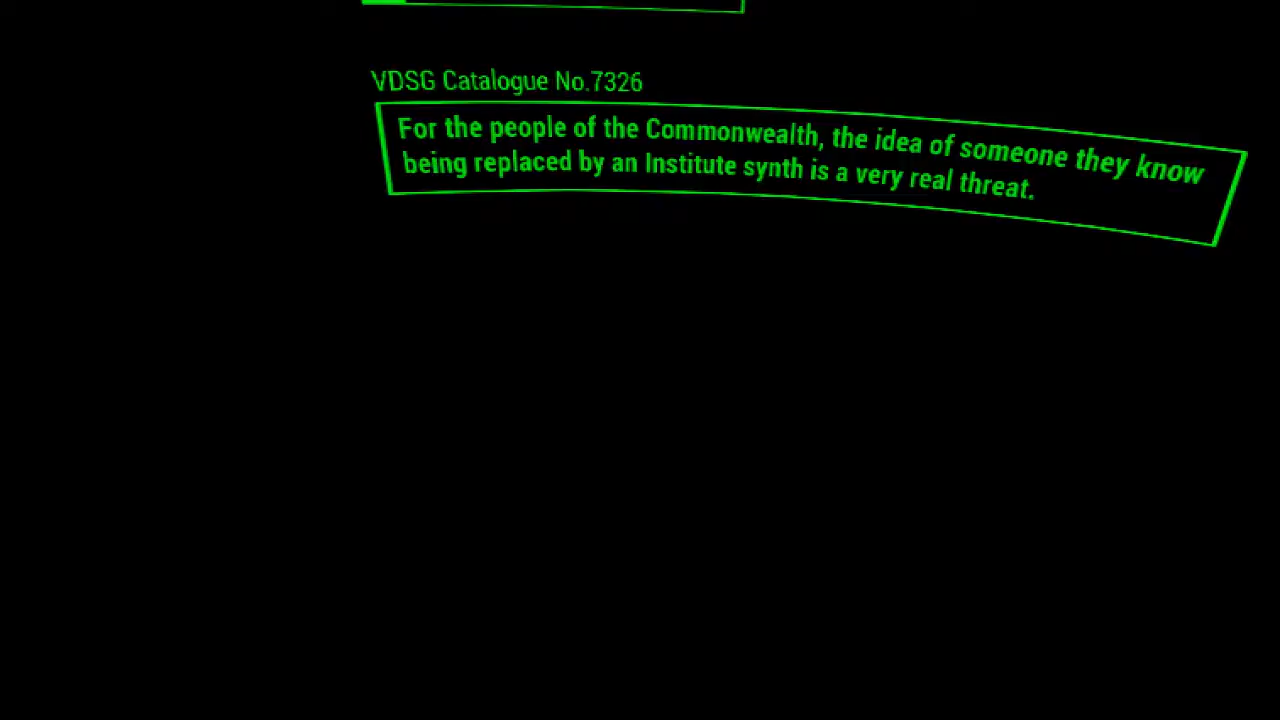 VDSG Catalogue No.7326
For the people of the Commonwealth, the idea of someone they know
being replaced by an Institute synth is a very real threat.